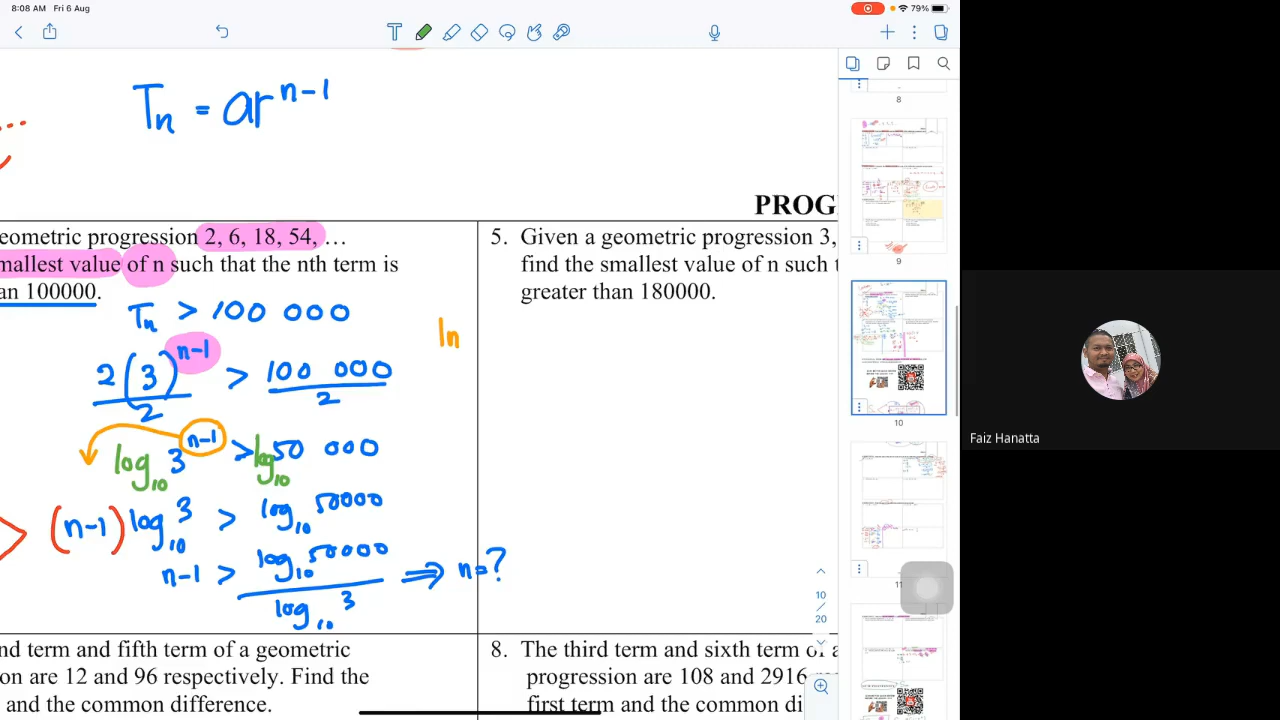 8:08 AM Fri 6 Aug
79%
Tn = ar^n-1
PROG
eometric progression 2, 6, 18, 54, ...
mallest value of n such that the nth term is
an 100000.
Tn > 100 000
2(3)^n-1 / 2 > 100 000 / 2
log10 3^n-1 > log10 50 000
(n-1) log10 3 > log10 50000
n-1 > log10 50000 / log10 3 ⇒ n=?
ln
5. Given a geometric progression 3,
find the smallest value of n such t
greater than 180000.
nd term and fifth term of a geometric
on are 12 and 96 respectively. Find the
and the common difference.
8. The third term and sixth term of a
progression are 108 and 2916
first term and the common di
8
9
10
11
10
/
20
Faiz Hanatta